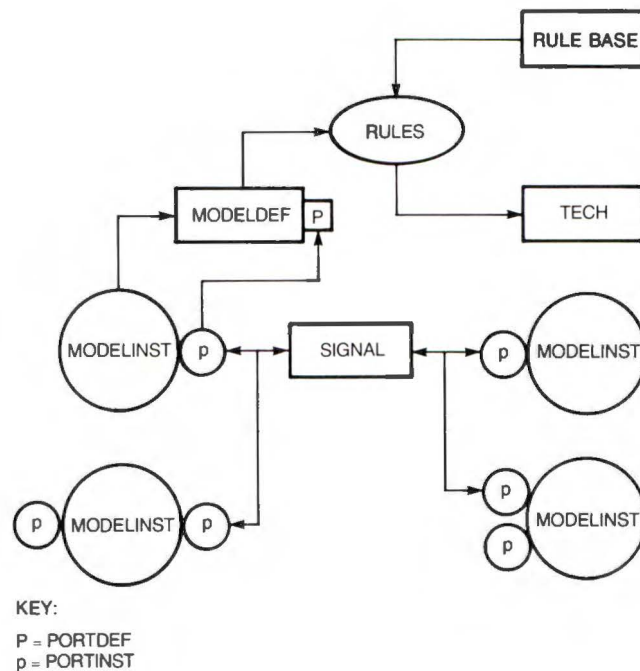 RULE BASE
RULES
MODELDEF
P
TECH
MODELINST
p
SIGNAL
p
MODELINST
p
MODELINST
p
p
p
MODELINST
KEY:
P = PORTDEF
p = PORTINST